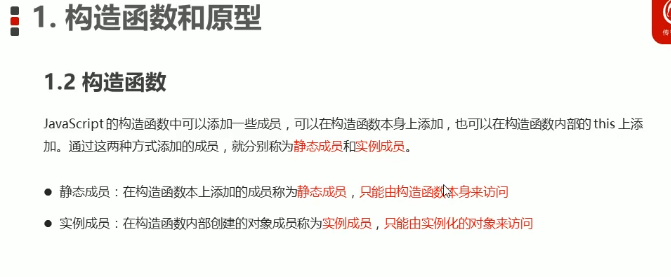 1. 构造函数和原型
1.2 构造函数
JavaScript 的构造函数中可以添加一些成员，可以在构造函数本身上添加，也可以在构造函数内部的 this 上添
加。通过这两种方式添加的成员，就分别称为静态成员和实例成员。
● 静态成员：在构造函数本上添加的成员称为静态成员，只能由构造函数本身来访问
● 实例成员：在构造函数内部创建的对象成员称为实例成员，只能由实例化的对象来访问